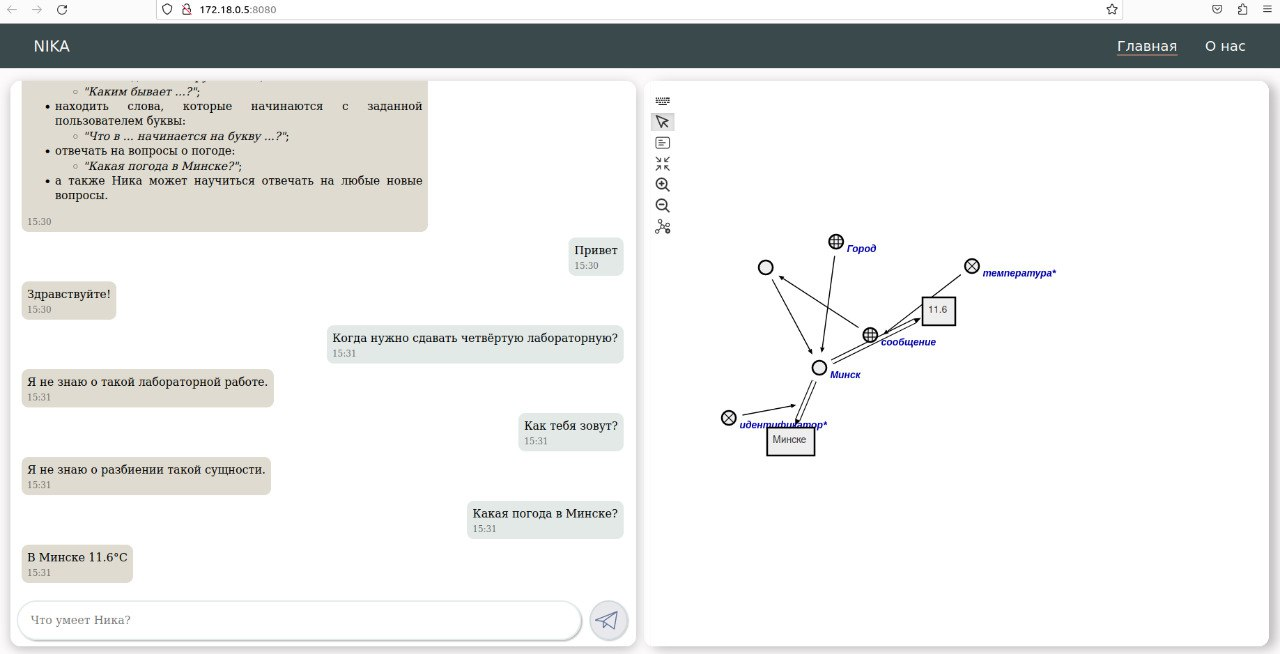 172.18.0.5:8080
NIKA
Главная
О нас
"Каким бывает ...?";
находить слова, которые начинаются с заданной
пользователем буквы:
"Что в ... начинается на букву ...?";
отвечать на вопросы о погоде:
"Какая погода в Минске?";
а также Ника может научиться отвечать на любые новые
вопросы.
15:30
Привет
15:30
Здравствуйте!
15:30
Когда нужно сдавать четвёртую лабораторную?
15:31
Я не знаю о такой лабораторной работе.
15:31
Как тебя зовут?
15:31
Я не знаю о разбиении такой сущности.
15:31
Какая погода в Минске?
15:31
В Минске 11.6°C
15:31
Что умеет Ника?
Город
температура*
11.6
сообщение
Минск
идентификатор*
Минске